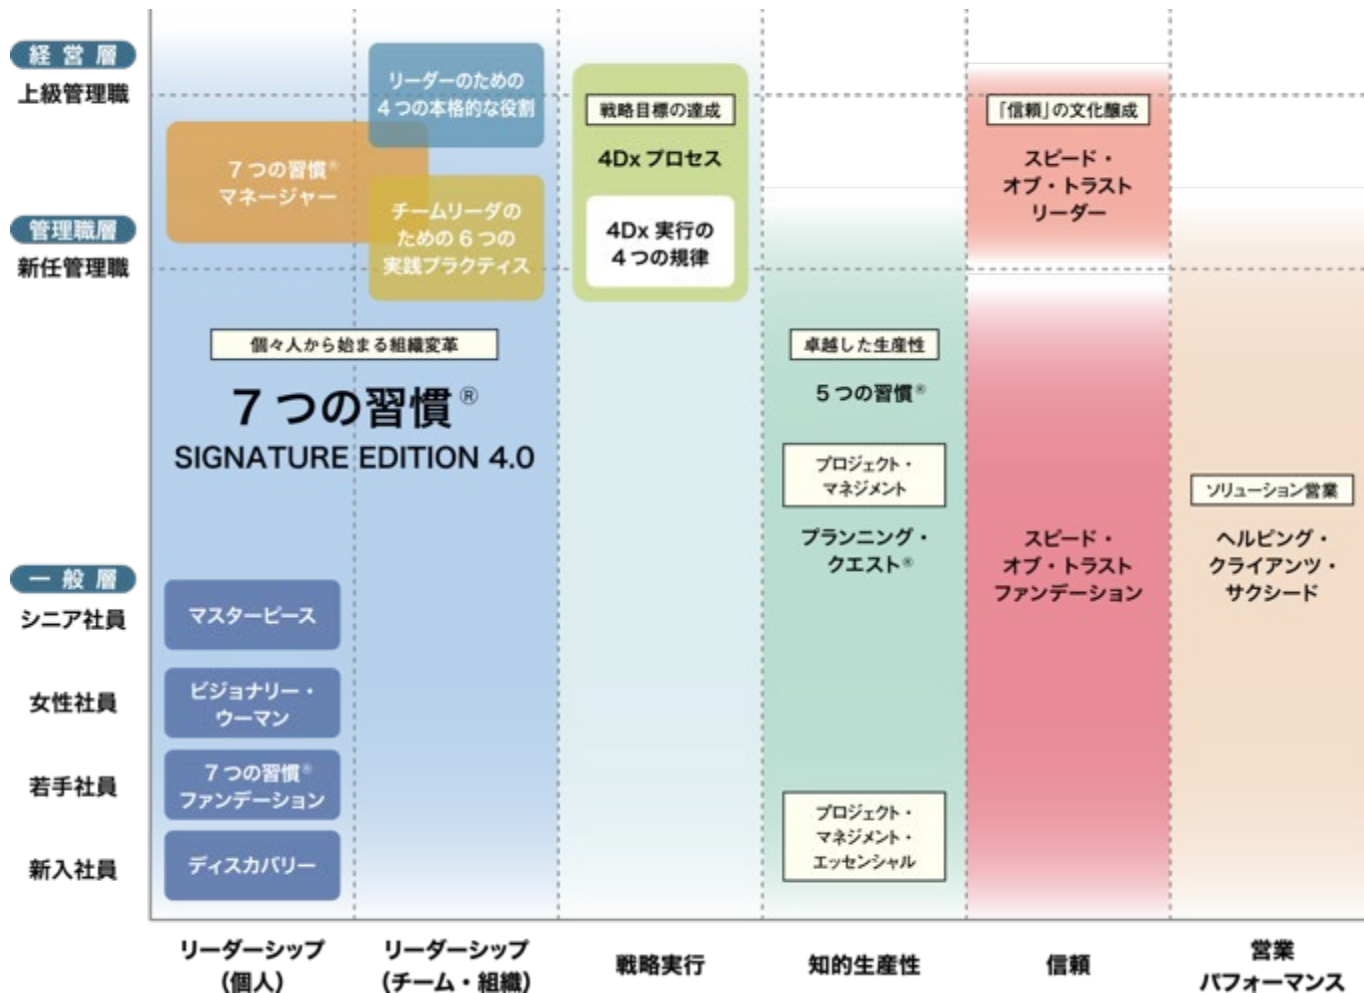 経営層
上級管理職
管理職層
新任管理職
一般層
シニア社員
女性社員
若手社員
新入社員
リーダーのための
4つの本格的な役割
7つの習慣®
マネージャー
チームリーダの
ための6つの
実践プラクティス
個々人から始まる組織変革
7つの習慣®
SIGNATURE EDITION 4.0
マスターピース
ビジョナリー・
ウーマン
7つの習慣®
ファンデーション
ディスカバリー
戦略目標の達成
4Dx プロセス
4Dx 実行の
4つの規律
卓越した生産性
5つの習慣®
プロジェクト・
マネジメント
プランニング・
クエスト®
プロジェクト・
マネジメント・
エッセンシャル
「信頼」の文化醸成
スピード・
オブ・トラスト
リーダー
スピード・
オブ・トラスト
ファンデーション
ソリューション営業
ヘルピング・
クライアンツ・
サクシード
リーダーシップ
(個人)
リーダーシップ
(チーム・組織)
戦略実行
知的生産性
信頼
営業
パフォーマンス